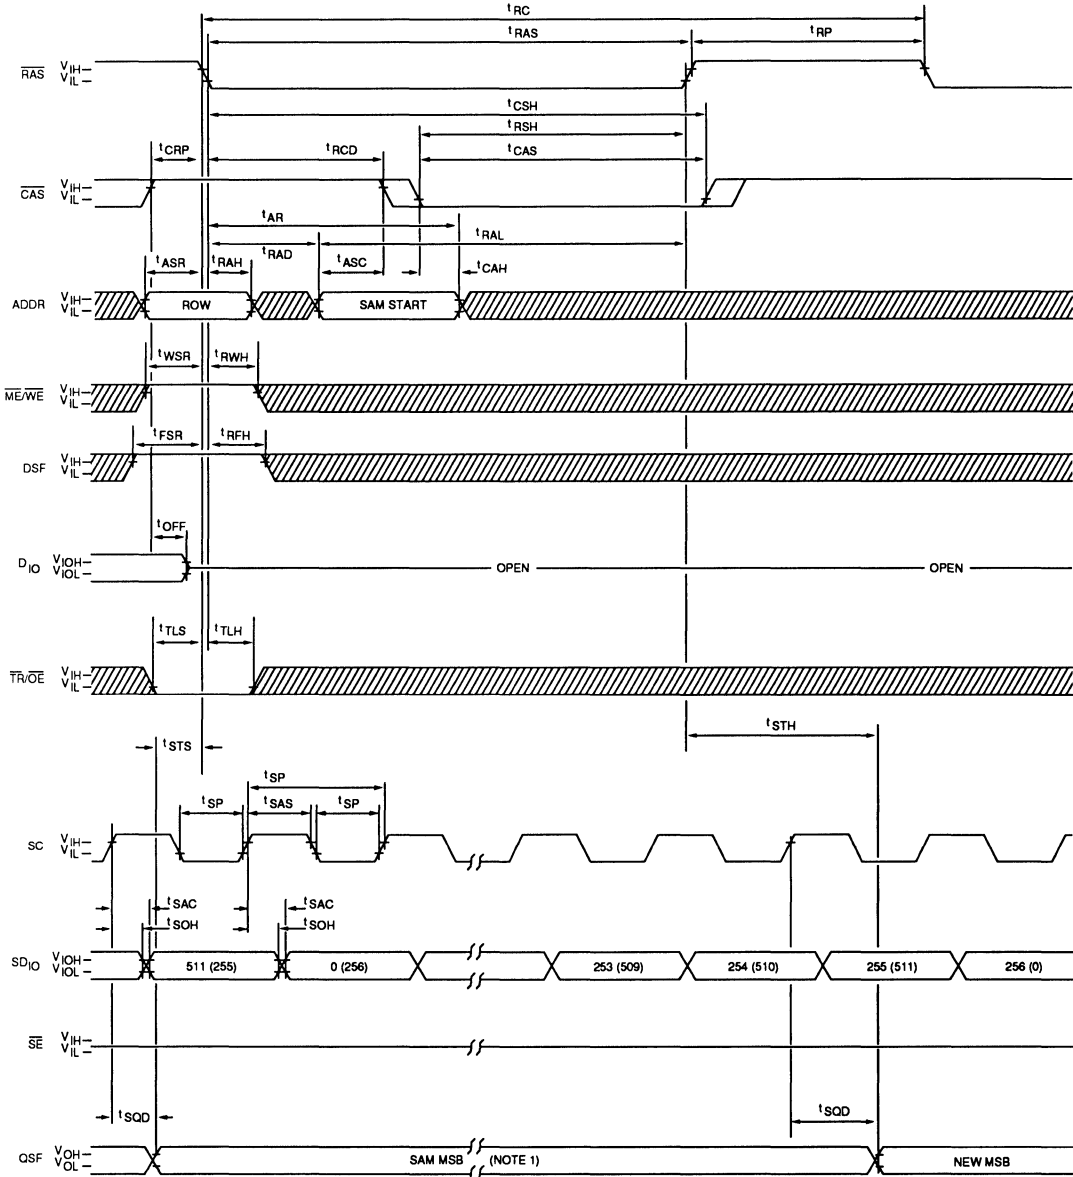 tRC
tRAS
tRP
RAS VIH VIL
tCSH
tRSH
tCRP tRCD tCAS
CAS VIH VIL
tAR
tRAD tRAL
tASR tRAH tASC tCAH
ADDR VIH VIL ROW SAM START
tWSR tRWH
ME/WE VIH VIL
tFSR tRFH
DSF VIH VIL
tOFF
DIO VIOH VIOL OPEN OPEN
tTLS tTLH
TR/OE VIH VIL
tSTH
tSTS
tSP
tSP tSAS tSP
SC VIH VIL
tSAC tSAC
tSOH tSOH
SDIO VIOH VIOL 511 (255) 0 (256) 253 (509) 254 (510) 255 (511) 256 (0)
SE VIH VIL
tSQD tSQD
QSF VOH VOL SAM MSB (NOTE 1) NEW MSB